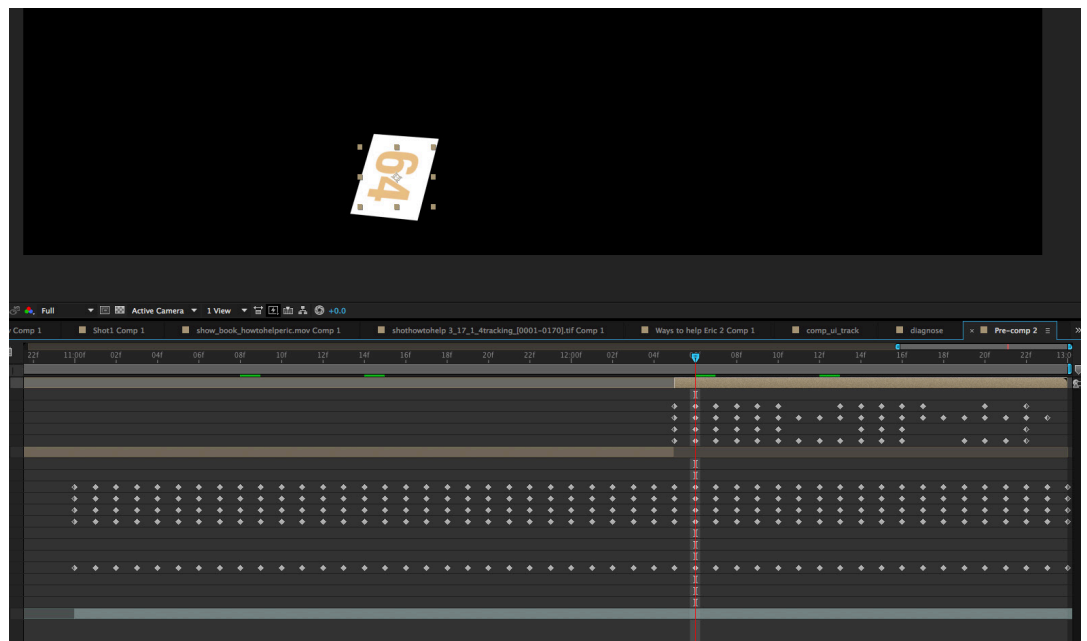 64
Full
Active Camera
1 View
+0.0
Comp 1
Shot1 Comp 1
show_book_howtohelperic.mov Comp 1
shothowtohelp 3_17_1_4tracking_[0001-0170].tif Comp 1
Ways to help Eric 2 Comp 1
comp_ui_track
diagnose
× Pre-comp 2
»
22f 11:00f 02f 04f 06f 08f 10f 12f 14f 16f 18f 20f 22f 12:00f 02f 04f 08f 10f 12f 14f 16f 18f 20f 22f 13:0